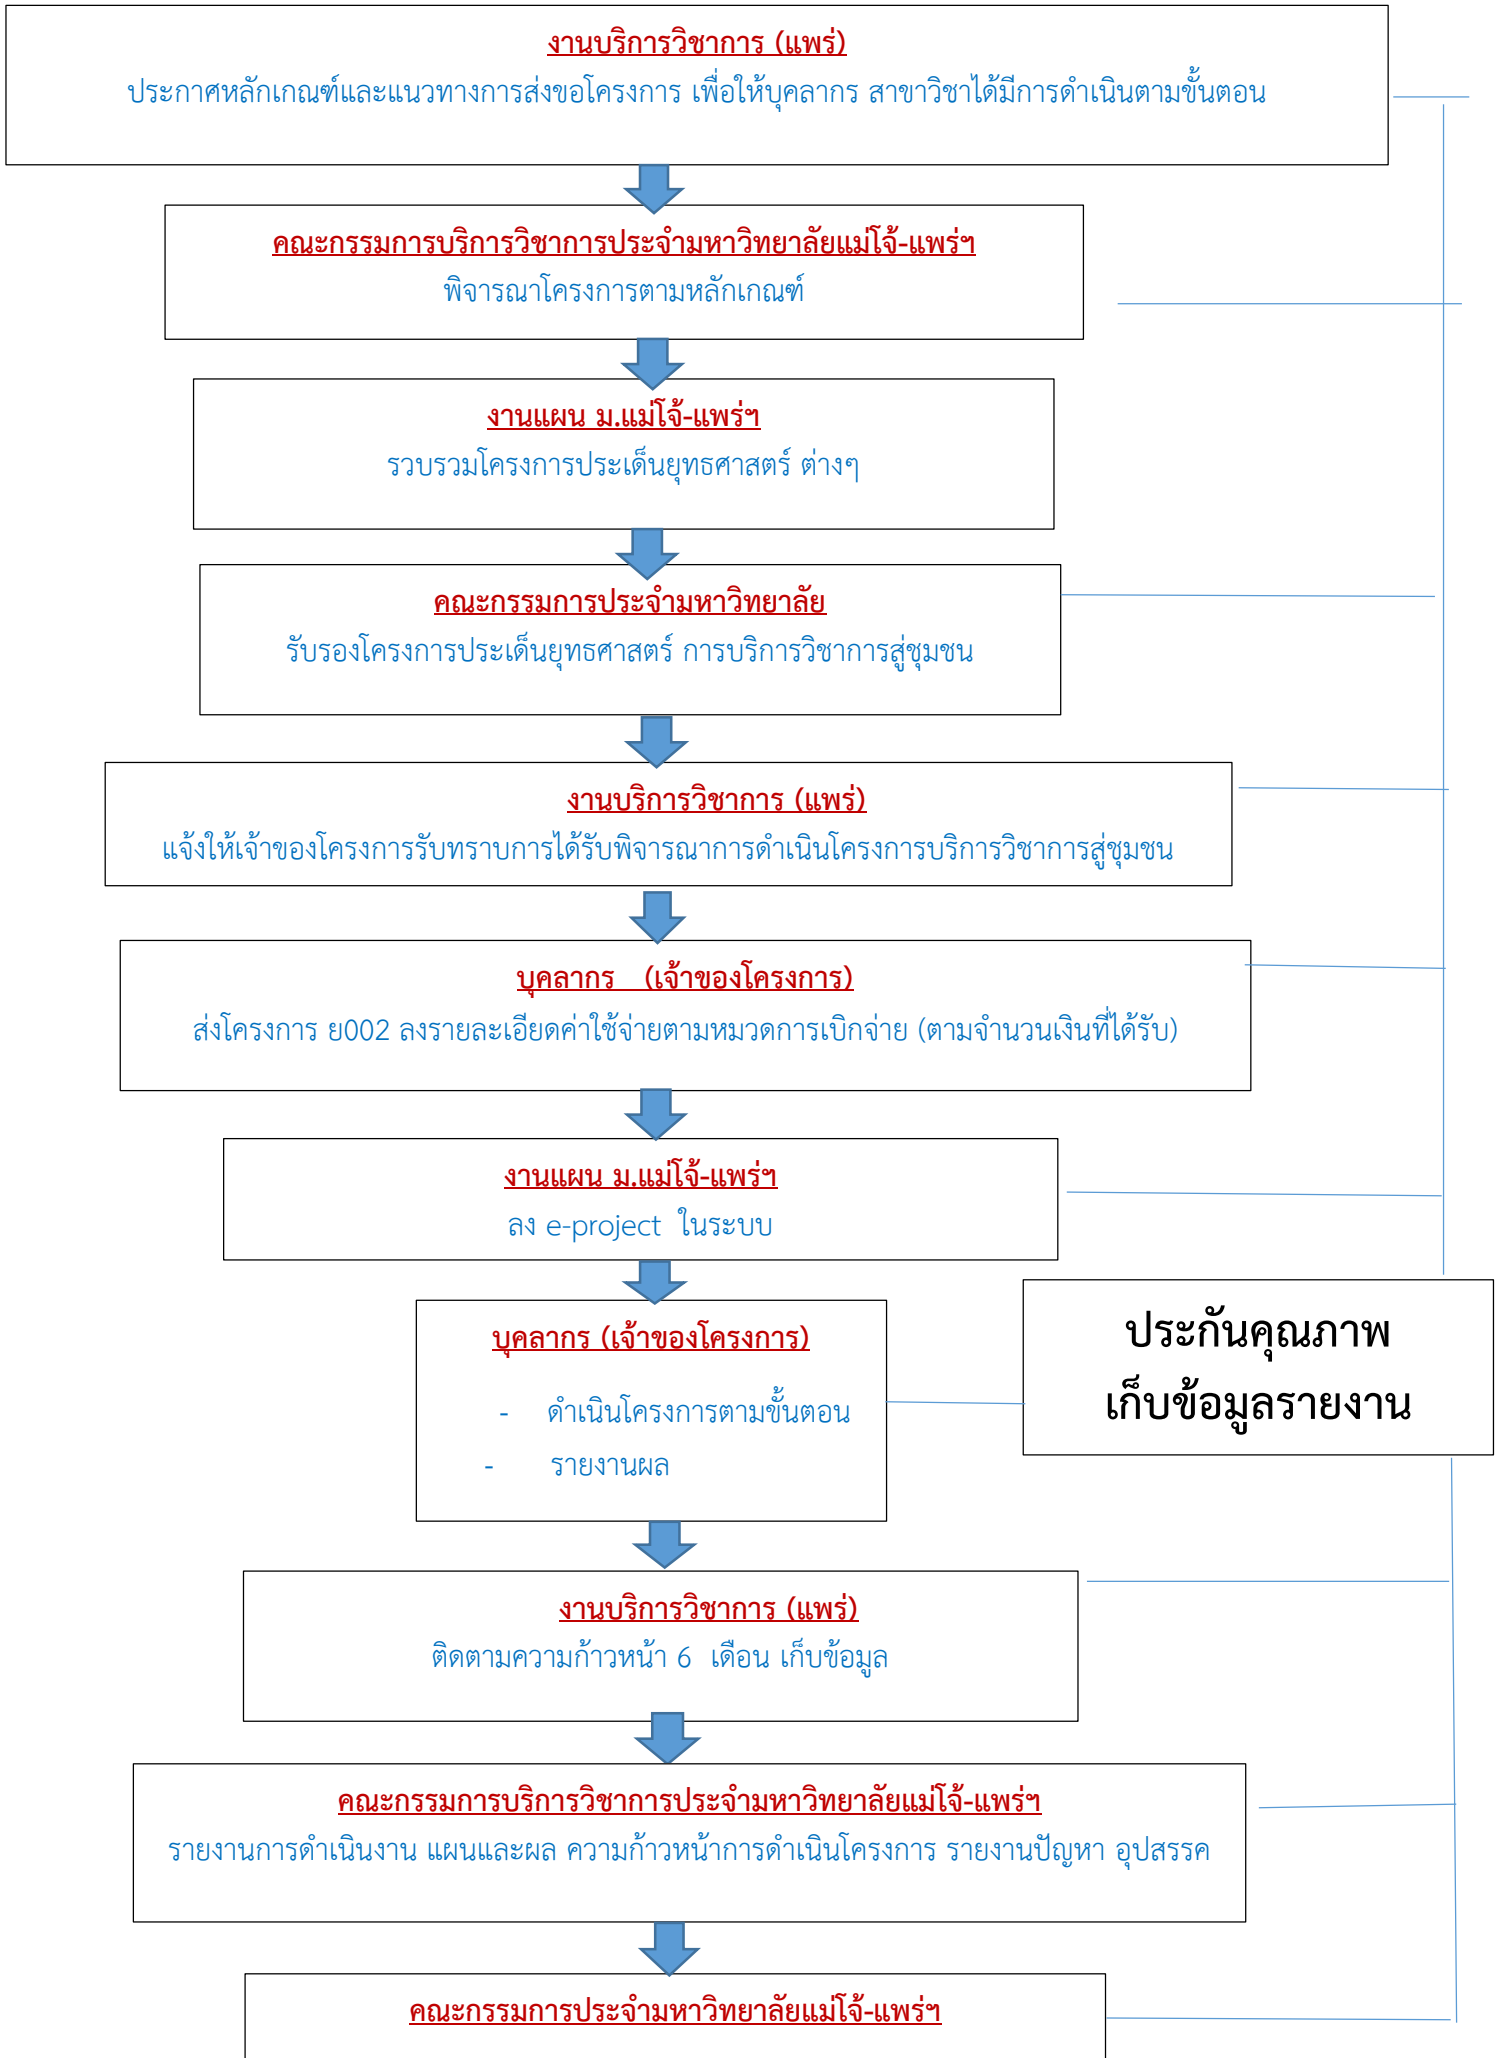 งานบริการวิชาการ (แพร่)
ประกาศหลักเกณฑ์และแนวทางการส่งขอโครงการ เพื่อให้บุคลากร สาขาวิชาได้มีการดำเนินตามขั้นตอน
คณะกรรมการบริการวิชาการประจำมหาวิทยาลัยแม่โจ้-แพร่ฯ
พิจารณาโครงการตามหลักเกณฑ์
งานแผน ม.แม่โจ้-แพร่ฯ
รวบรวมโครงการประเด็นยุทธศาสตร์ ต่างๆ
คณะกรรมการประจำมหาวิทยาลัย
รับรองโครงการประเด็นยุทธศาสตร์ การบริการวิชาการสู่ชุมชน
งานบริการวิชาการ (แพร่)
แจ้งให้เจ้าของโครงการรับทราบการได้รับพิจารณาการดำเนินโครงการบริการวิชาการสู่ชุมชน
บุคลากร (เจ้าของโครงการ)
ส่งโครงการ ย002 ลงรายละเอียดค่าใช้จ่ายตามหมวดการเบิกจ่าย (ตามจำนวนเงินที่ได้รับ)
งานแผน ม.แม่โจ้-แพร่ฯ
ลง e-project ในระบบ
บุคลากร (เจ้าของโครงการ)
- ดำเนินโครงการตามขั้นตอน
- รายงานผล
ประกันคุณภาพ
เก็บข้อมูลรายงาน
งานบริการวิชาการ (แพร่)
ติดตามความก้าวหน้า 6 เดือน เก็บข้อมูล
คณะกรรมการบริการวิชาการประจำมหาวิทยาลัยแม่โจ้-แพร่ฯ
รายงานการดำเนินงาน แผนและผล ความก้าวหน้าการดำเนินโครงการ รายงานปัญหา อุปสรรค
คณะกรรมการประจำมหาวิทยาลัยแม่โจ้-แพร่ฯ